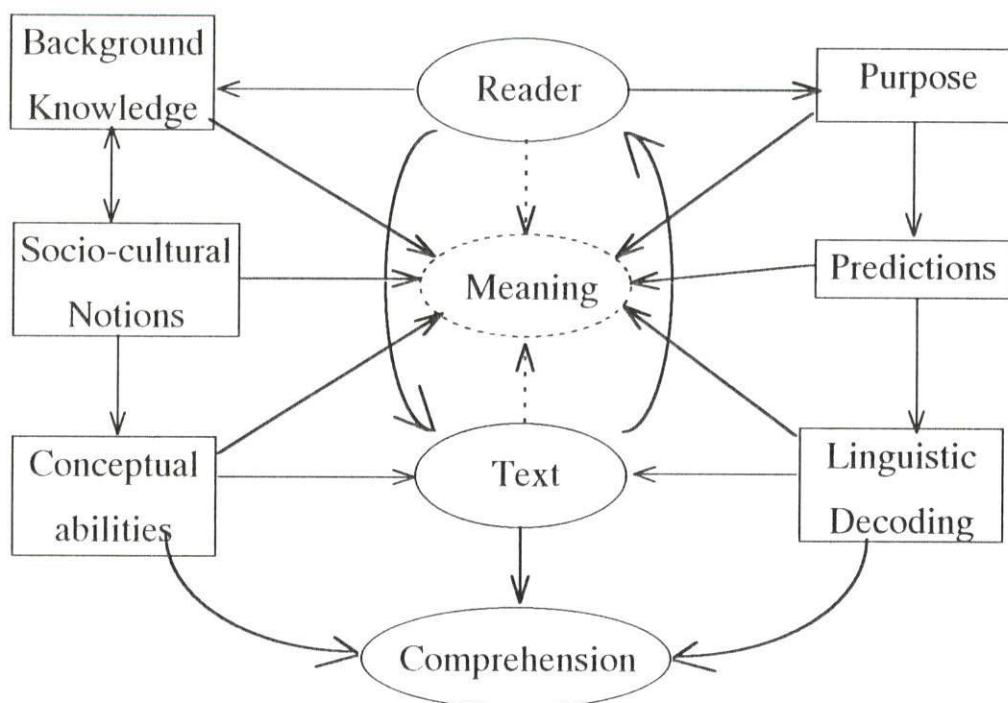 Background
Knowledge
Reader
Purpose
Socio-cultural
Notions
Meaning
Predictions
Conceptual
abilities
Text
Linguistic
Decoding
Comprehension